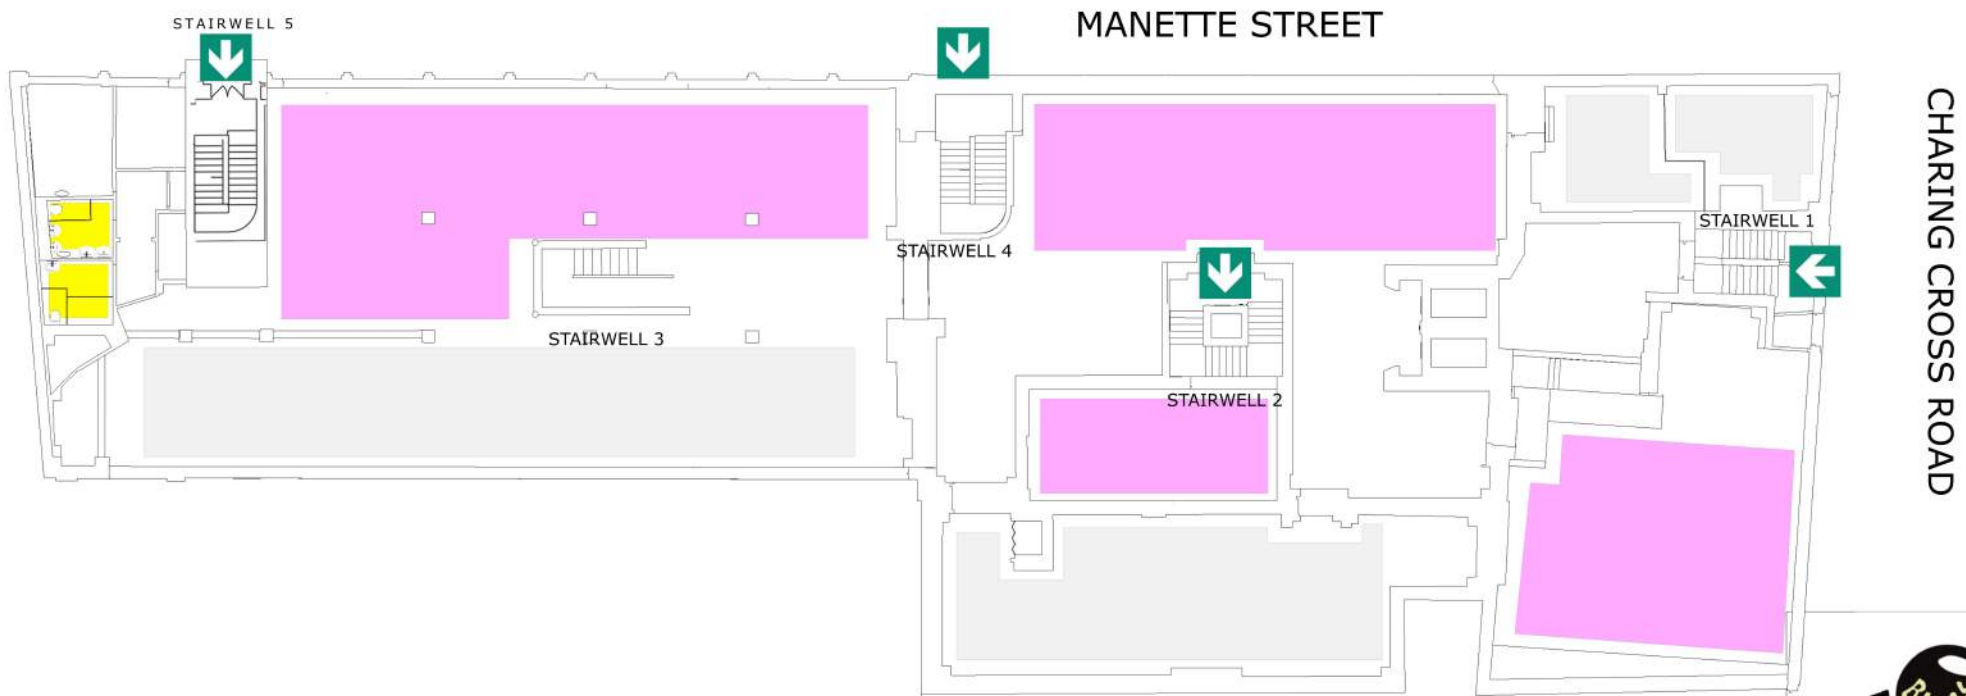 STAIRWELL 5
MANETTE STREET
CHARING CROSS ROAD
STAIRWELL 1
STAIRWELL 4
STAIRWELL 3
STAIRWELL 2